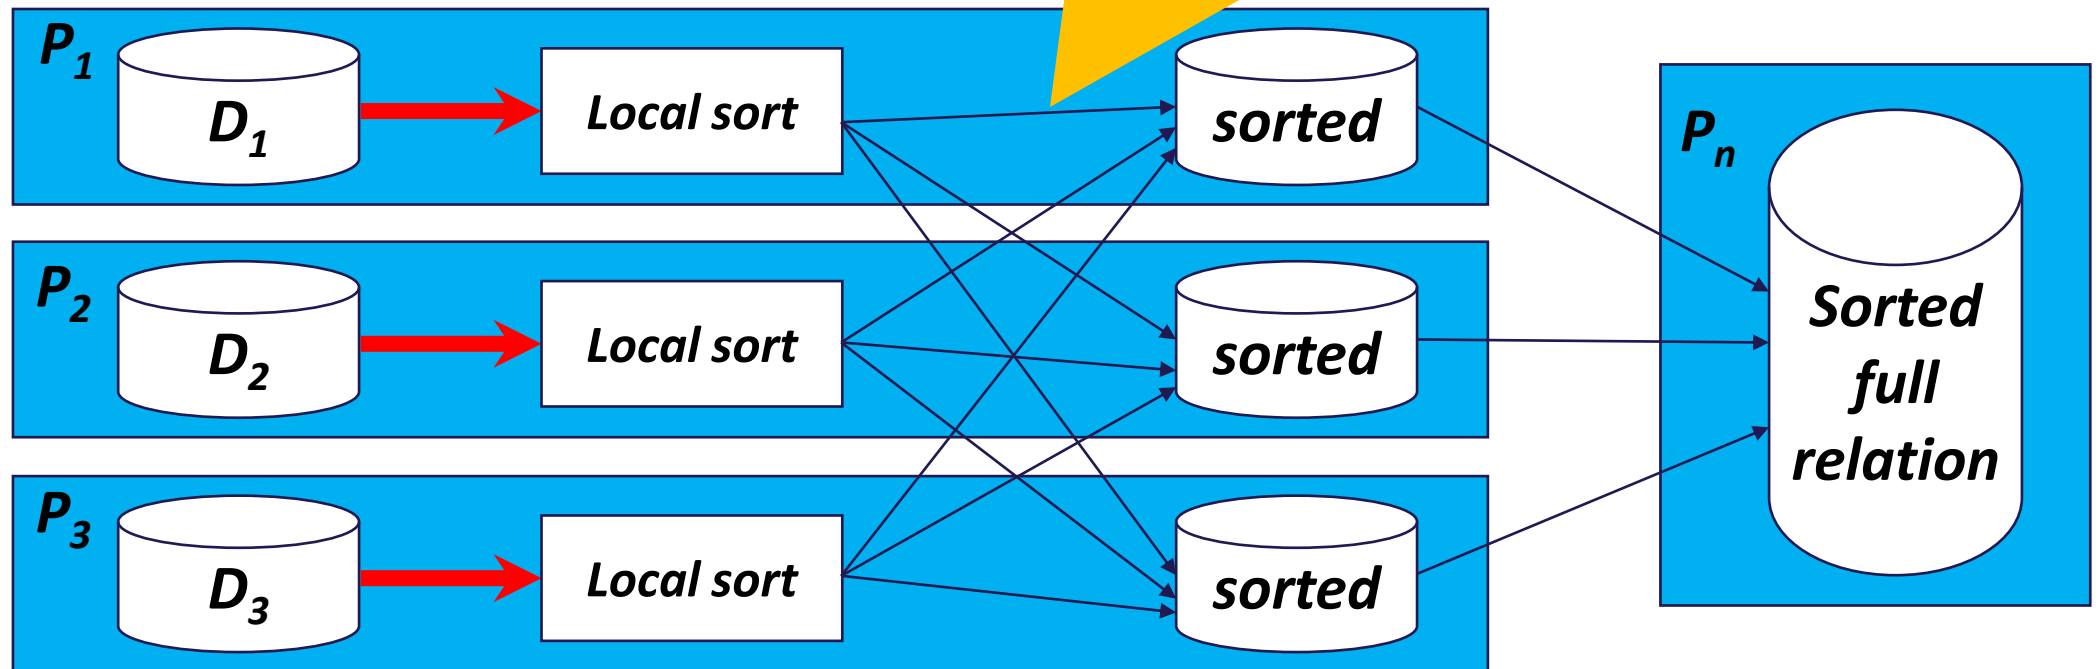 P1
D1
Local sort
sorted
P2
D2
Local sort
sorted
P3
D3
Local sort
sorted
Pn
Sorted
full
relation